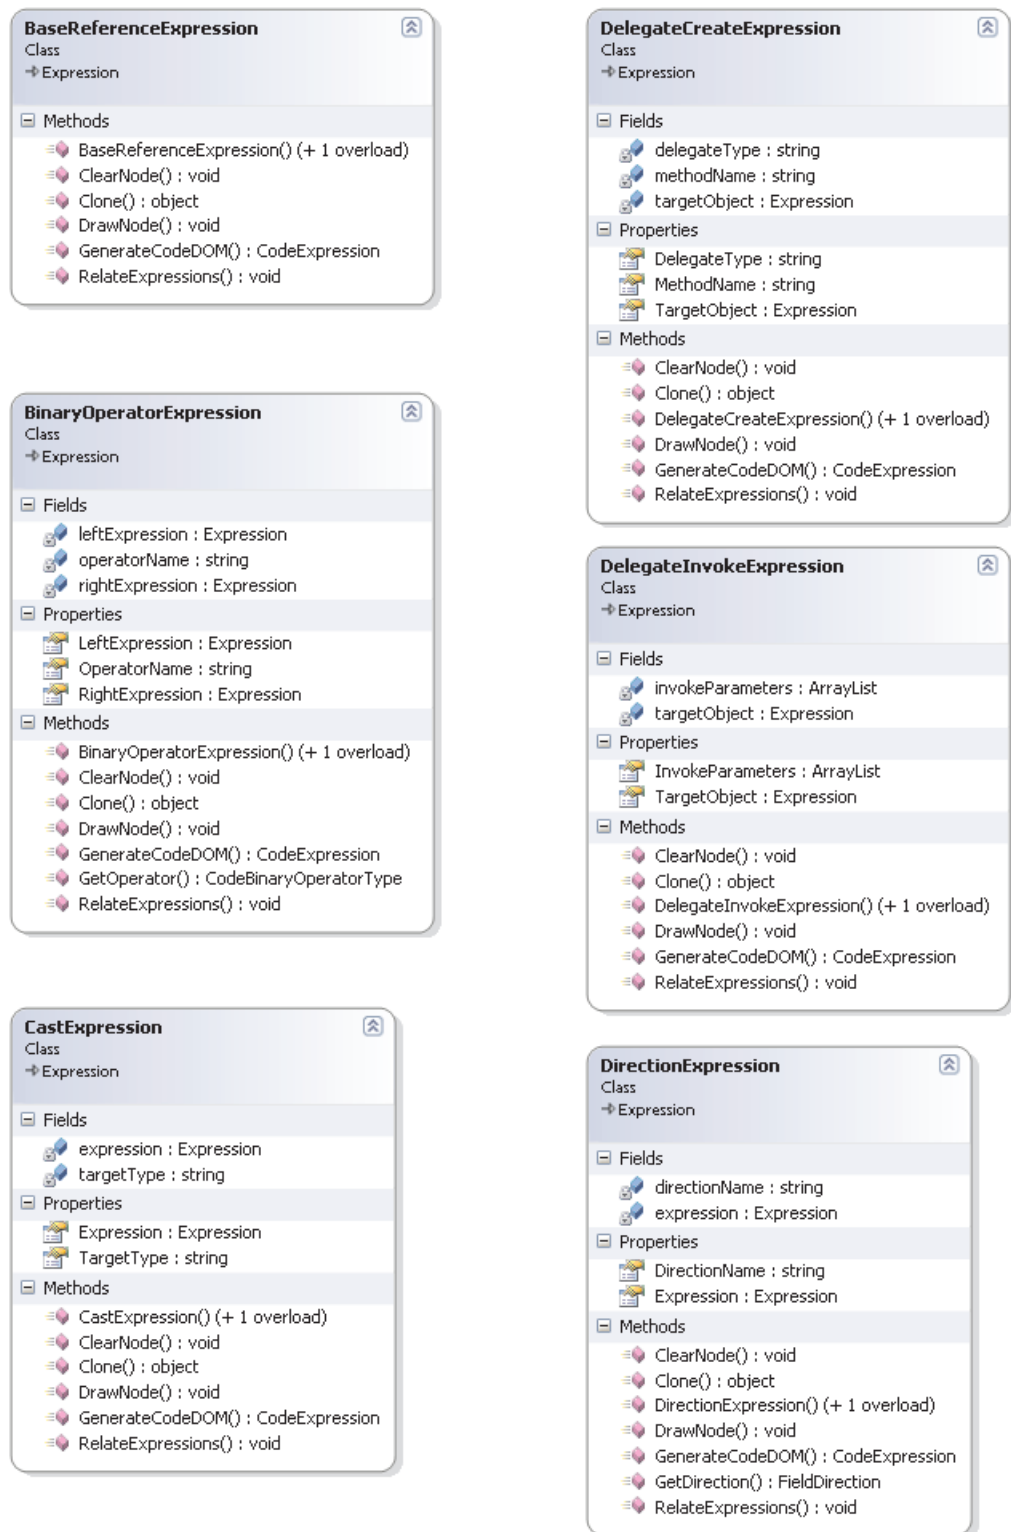 BaseReferenceExpression
Class
Expression
Methods
BaseReferenceExpression() (+ 1 overload)
ClearNode() : void
Clone() : object
DrawNode() : void
GenerateCodeDOM() : CodeExpression
RelateExpressions() : void
BinaryOperatorExpression
Class
Expression
Fields
leftExpression : Expression
operatorName : string
rightExpression : Expression
Properties
LeftExpression : Expression
OperatorName : string
RightExpression : Expression
Methods
BinaryOperatorExpression() (+ 1 overload)
ClearNode() : void
Clone() : object
DrawNode() : void
GenerateCodeDOM() : CodeExpression
GetOperator() : CodeBinaryOperatorType
RelateExpressions() : void
CastExpression
Class
Expression
Fields
expression : Expression
targetType : string
Properties
Expression : Expression
TargetType : string
Methods
CastExpression() (+ 1 overload)
ClearNode() : void
Clone() : object
DrawNode() : void
GenerateCodeDOM() : CodeExpression
RelateExpressions() : void
DelegateCreateExpression
Class
Expression
Fields
delegateType : string
methodName : string
targetObject : Expression
Properties
DelegateType : string
MethodName : string
TargetObject : Expression
Methods
ClearNode() : void
Clone() : object
DelegateCreateExpression() (+ 1 overload)
DrawNode() : void
GenerateCodeDOM() : CodeExpression
RelateExpressions() : void
DelegateInvokeExpression
Class
Expression
Fields
invokeParameters : ArrayList
targetObject : Expression
Properties
InvokeParameters : ArrayList
TargetObject : Expression
Methods
ClearNode() : void
Clone() : object
DelegateInvokeExpression() (+ 1 overload)
DrawNode() : void
GenerateCodeDOM() : CodeExpression
RelateExpressions() : void
DirectionExpression
Class
Expression
Fields
directionName : string
expression : Expression
Properties
DirectionName : string
Expression : Expression
Methods
ClearNode() : void
Clone() : object
DirectionExpression() (+ 1 overload)
DrawNode() : void
GenerateCodeDOM() : CodeExpression
GetDirection() : FieldDirection
RelateExpressions() : void